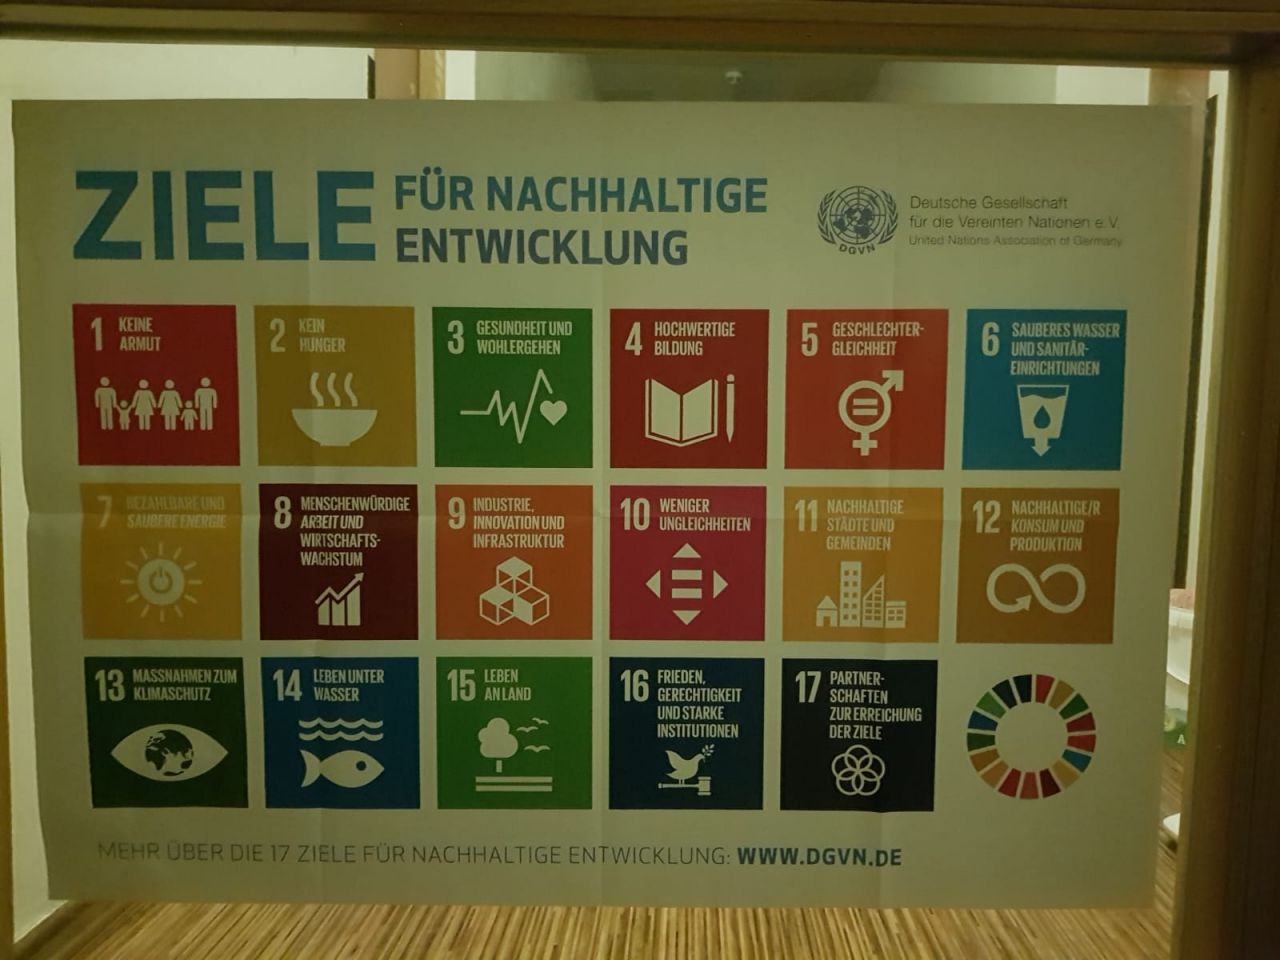 ZIELE FÜR NACHHALTIGE
ENTWICKLUNG
DGVN
Deutsche Gesellschaft
für die Vereinten Nationen e.V.
United Nations Association of Germany
1 KEINE
ARMUT
2 KEIN
HUNGER
3 GESUNDHEIT UND
WOHLERGEHEN
4 HOCHWERTIGE
BILDUNG
5 GESCHLECHTER-
GLEICHHEIT
6 SAUBERES WASSER
UND SANITÄR-
EINRICHTUNGEN
7 BEZAHLBARE UND
SAUBERE ENERGIE
8 MENSCHENWÜRDIGE
ARBEIT UND
WIRTSCHAFTS-
WACHSTUM
9 INDUSTRIE,
INNOVATION UND
INFRASTRUKTUR
10 WENIGER
UNGLEICHHEITEN
11 NACHHALTIGE
STÄDTE UND
GEMEINDEN
12 NACHHALTIGE/R
KONSUM UND
PRODUKTION
13 MASSNAHMEN ZUM
KLIMASCHUTZ
14 LEBEN UNTER
WASSER
15 LEBEN
AN LAND
16 FRIEDEN,
GERECHTIGKEIT
UND STARKE
INSTITUTIONEN
17 PARTNER-
SCHAFTEN
ZUR ERREICHUNG
DER ZIELE
MEHR ÜBER DIE 17 ZIELE FÜR NACHHALTIGE ENTWICKLUNG: WWW.DGVN.DE